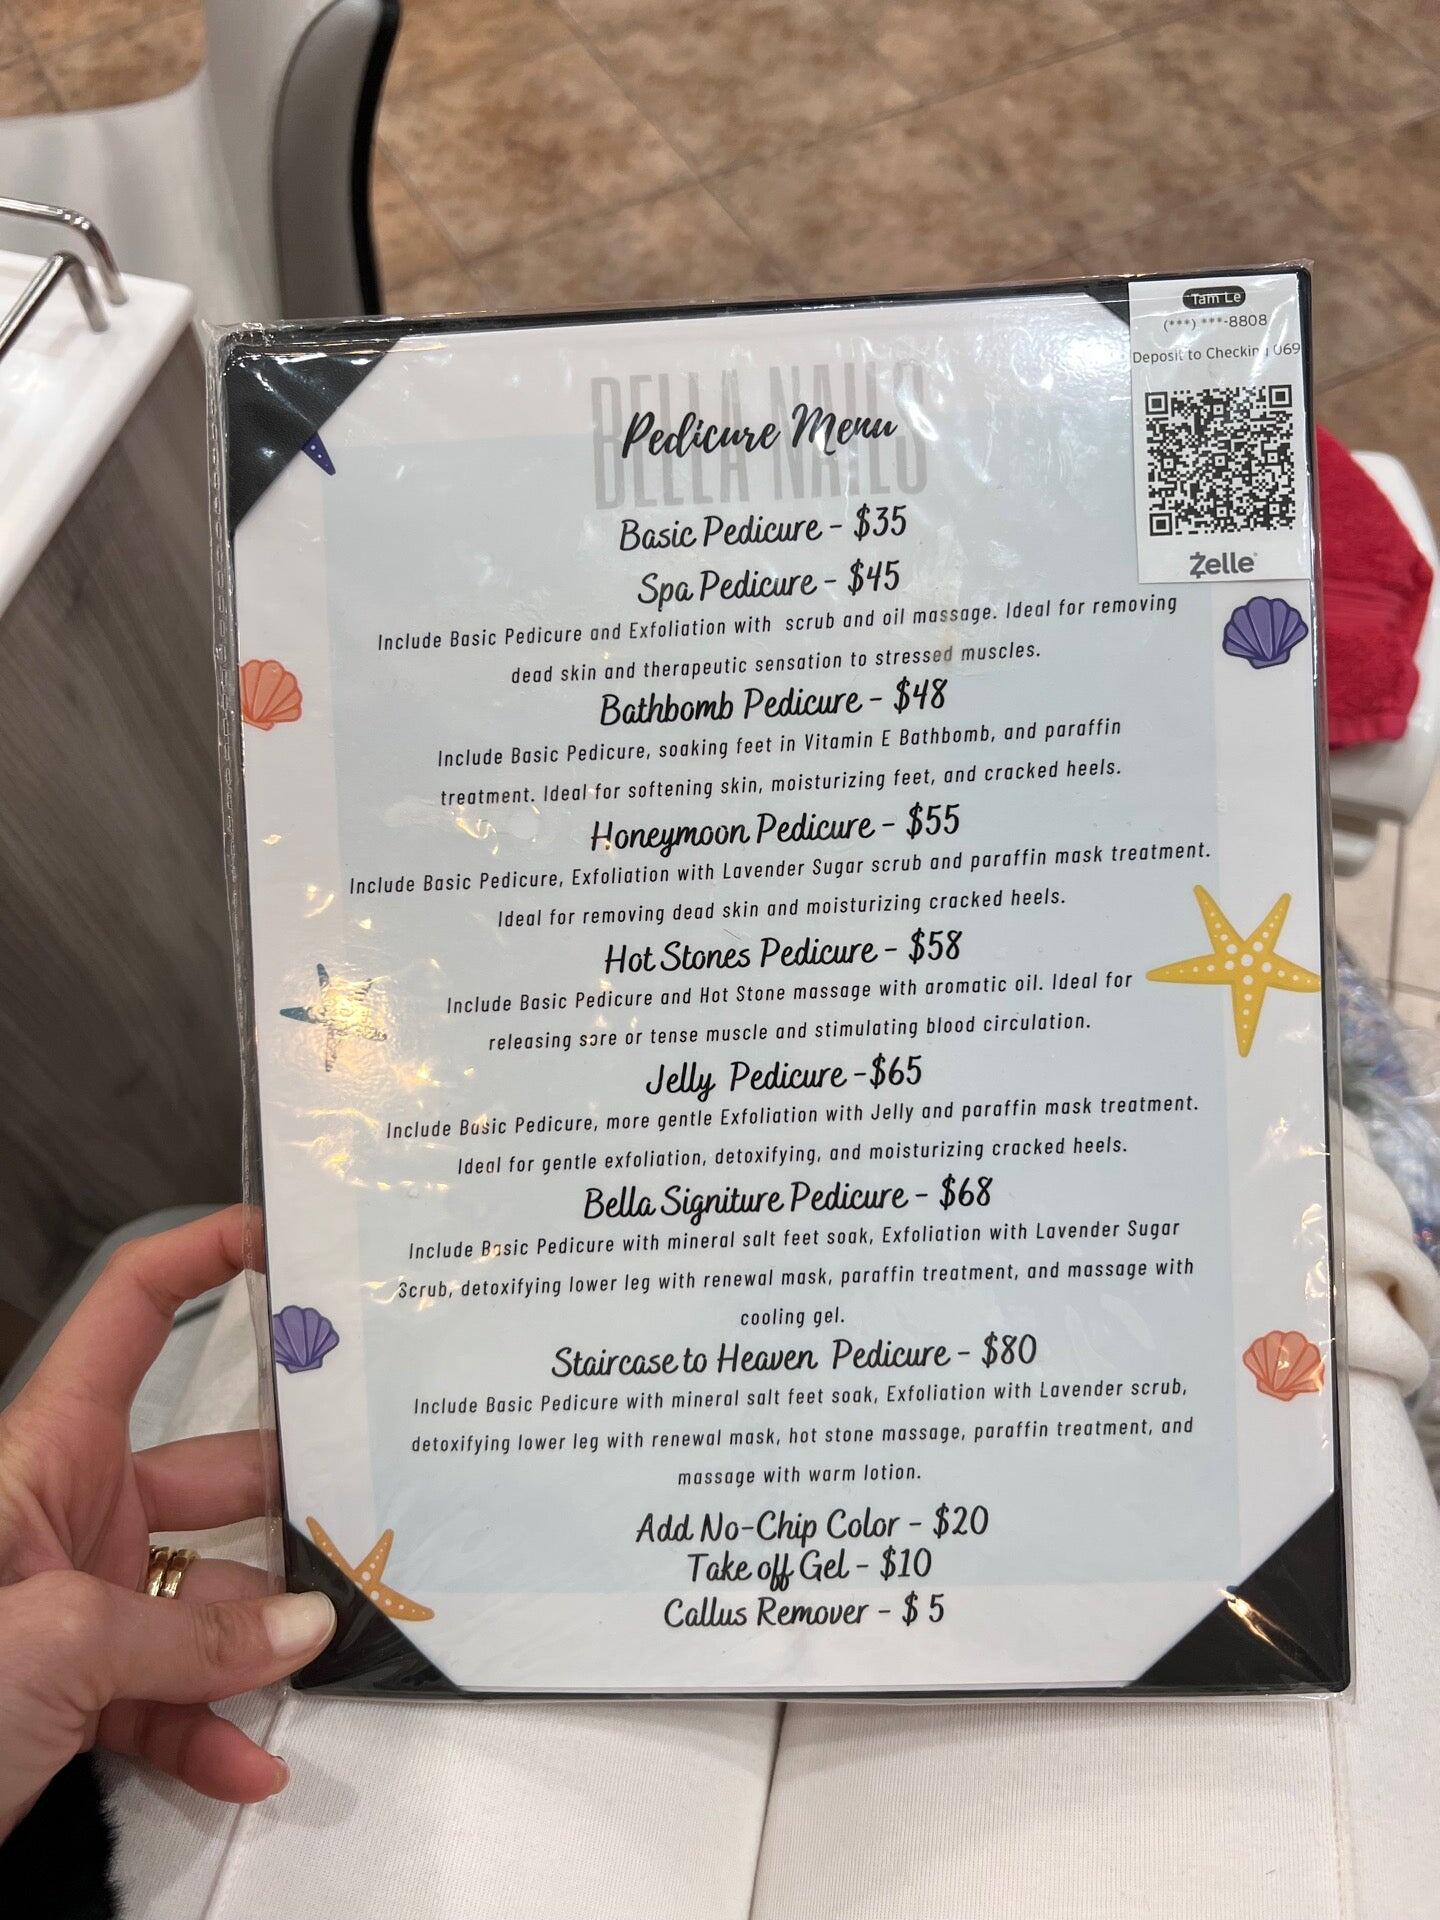 Tam Le
(***) ***-8808
Deposit to Checking 069
Zelle
BELLA NAILS
Pedicure Menu
Basic Pedicure - $35
Spa Pedicure - $45
Include Basic Pedicure and Exfoliation with scrub and oil massage. Ideal for removing
dead skin and therapeutic sensation to stressed muscles.
Bathbomb Pedicure - $48
Include Basic Pedicure, soaking feet in Vitamin E Bathbomb, and paraffin
treatment. Ideal for softening skin, moisturizing feet, and cracked heels.
Honeymoon Pedicure - $55
Include Basic Pedicure, Exfoliation with Lavender Sugar scrub and paraffin mask treatment.
Ideal for removing dead skin and moisturizing cracked heels.
Hot Stones Pedicure - $58
Include Basic Pedicure and Hot Stone massage with aromatic oil. Ideal for
releasing sore or tense muscle and stimulating blood circulation.
Jelly Pedicure -$65
Include Basic Pedicure, more gentle Exfoliation with Jelly and paraffin mask treatment.
Ideal for gentle exfoliation, detoxifying, and moisturizing cracked heels.
Bella Signiture Pedicure - $68
Include Basic Pedicure with mineral salt feet soak, Exfoliation with Lavender Sugar
Scrub, detoxifying lower leg with renewal mask, paraffin treatment, and massage with
cooling gel.
Staircase to Heaven Pedicure - $80
Include Basic Pedicure with mineral salt feet soak, Exfoliation with Lavender scrub,
detoxifying lower leg with renewal mask, hot stone massage, paraffin treatment, and
massage with warm lotion.
Add No-Chip Color - $20
Take off Gel - $10
Callus Remover - $ 5